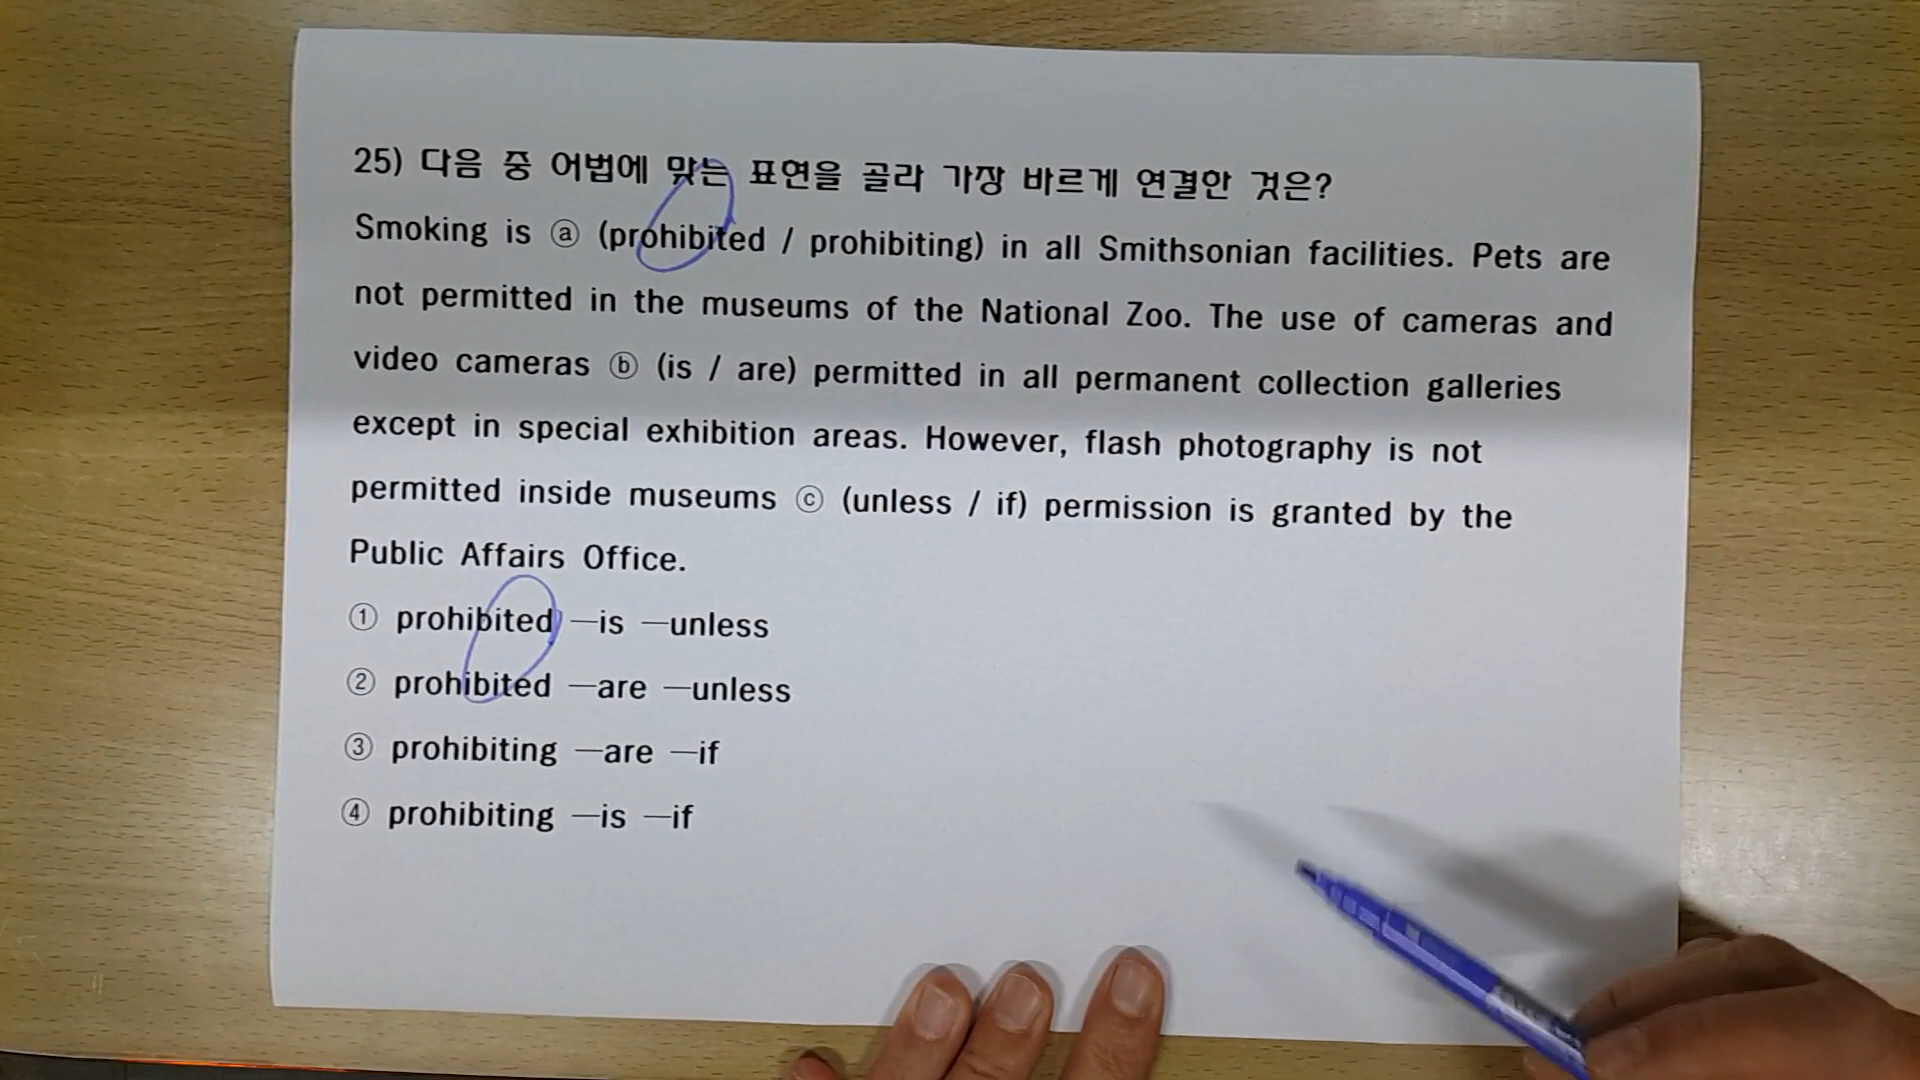 25) 다음 중 어법에 맞는 표현을 골라 가장 바르게 연결한 것은?
Smoking is ⓐ (prohibited / prohibiting) in all Smithsonian facilities. Pets are
not permitted in the museums of the National Zoo. The use of cameras and
video cameras ⓑ (is / are) permitted in all permanent collection galleries
except in special exhibition areas. However, flash photography is not
permitted inside museums ⓒ (unless / if) permission is granted by the
Public Affairs Office.
① prohibited —is —unless
② prohibited —are —unless
③ prohibiting —are —if
④ prohibiting —is —if